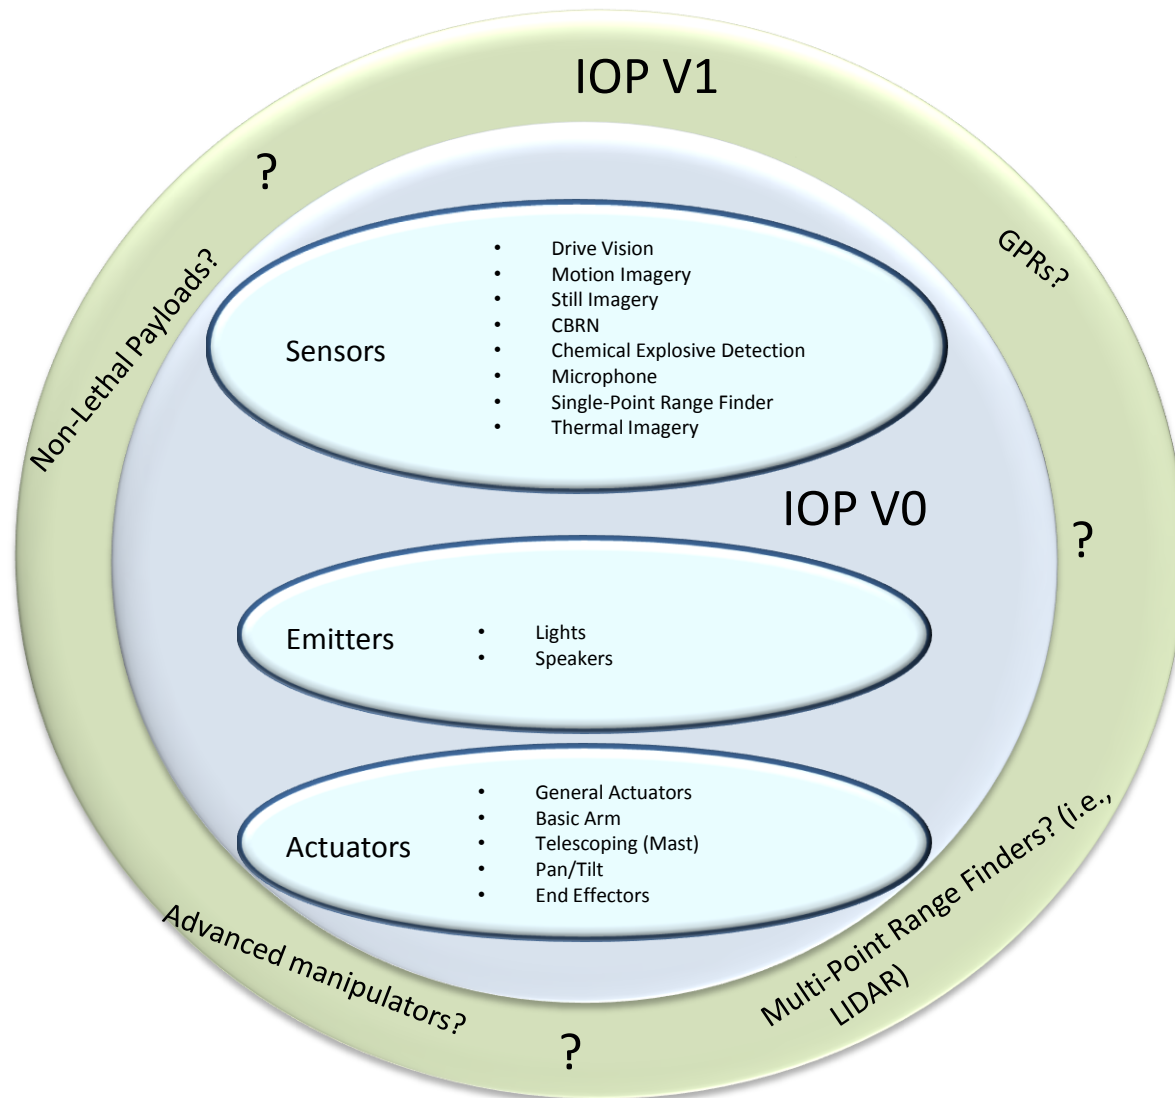 IOP V1
?
GPRs?
Non-Lethal Payloads?
Sensors
• Drive Vision
• Motion Imagery
• Still Imagery
• CBRN
• Chemical Explosive Detection
• Microphone
• Single-Point Range Finder
• Thermal Imagery
IOP V0
?
Emitters
• Lights
• Speakers
Actuators
• General Actuators
• Basic Arm
• Telescoping (Mast)
• Pan/Tilt
• End Effectors
Advanced manipulators?
Multi-Point Range Finders? (i.e.,
LIDAR)
?